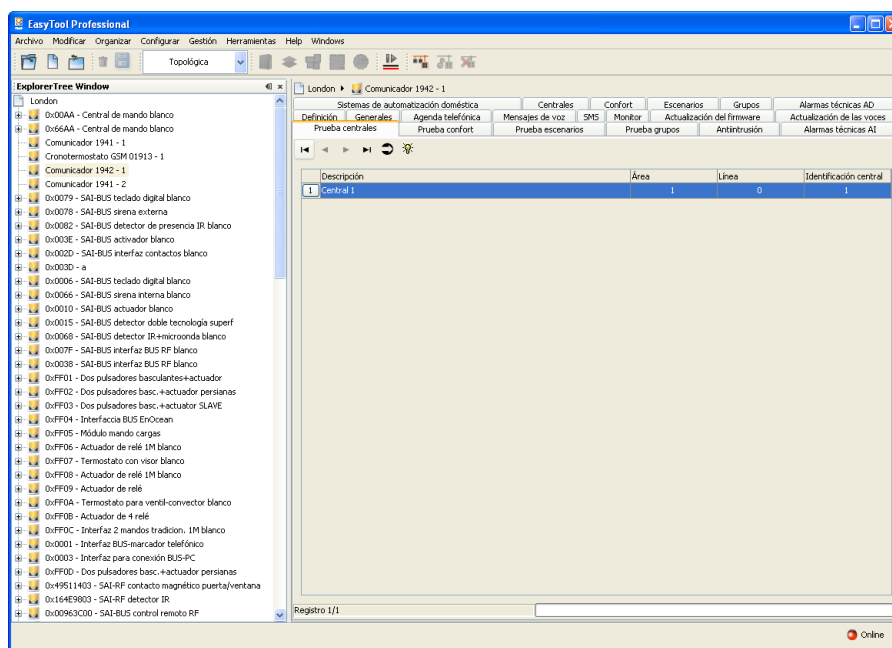 EasyTool Professional
Archivo Modificar Organizar Configurar Gestión Herramientas Help Windows
Topológica
ExplorerTree Window
London
0x00AA - Central de mando blanco
0x66AA - Central de mando blanco
Comunicador 1941 - 1
Cronotermostato GSM 01913 - 1
Comunicador 1942 - 1
Comunicador 1941 - 2
0x0079 - SAI-BUS teclado digital blanco
0x0078 - SAI-BUS sirena externa
0x0082 - SAI-BUS detector de presencia IR blanco
0x003E - SAI-BUS activador blanco
0x002D - SAI-BUS interfaz contactos blanco
0x003D - a
0x0006 - SAI-BUS teclado digital blanco
0x0066 - SAI-BUS sirena interna blanco
0x0010 - SAI-BUS actuador blanco
0x0015 - SAI-BUS detector doble tecnología superf
0x0068 - SAI-BUS detector IR+microonda blanco
0x007F - SAI-BUS interfaz BUS RF blanco
0x0038 - SAI-BUS interfaz BUS RF blanco
0xFF01 - Dos pulsadores basculantes+actuador
0xFF02 - Dos pulsadores basc.+actuador persianas
0xFF03 - Dos pulsadores basc.+actuator SLAVE
0xFF04 - Interfaccia BUS EnOcean
0xFF05 - Módulo mando cargas
0xFF06 - Actuador de relé 1M blanco
0xFF07 - Termostato con visor blanco
0xFF08 - Actuador de relé 1M blanco
0xFF09 - Actuador de relé
0xFF0A - Termostato para ventil-convector blanco
0xFF0B - Actuador de 4 relé
0xFF0C - Interfaz 2 mandos tradicion. 1M blanco
0x0001 - Interfaz BUS-marcador telefónico
0x0003 - Interfaz para conexión BUS-PC
0xFF0D - Dos pulsadores basc.+actuador persianas
0x49511403 - SAI-RF contacto magnético puerta/ventana
0x164E9803 - SAI-RF detector IR
0x00963C00 - SAI-BUS control remoto RF
London Comunicador 1942 - 1
Sistemas de automatización doméstica Centrales Confort Escenarios Grupos Alarmas técnicas AD
Definición Generales Agenda telefónica Mensajes de voz SMS Monitor Actualización del firmware Actualización de las voces
Prueba centrales Prueba confort Prueba escenarios Prueba grupos Antiintrusión Alarmas técnicas AI
Descripción Área Línea Identificación central
1 Central 1 1 0 1
Registro 1/1
Online